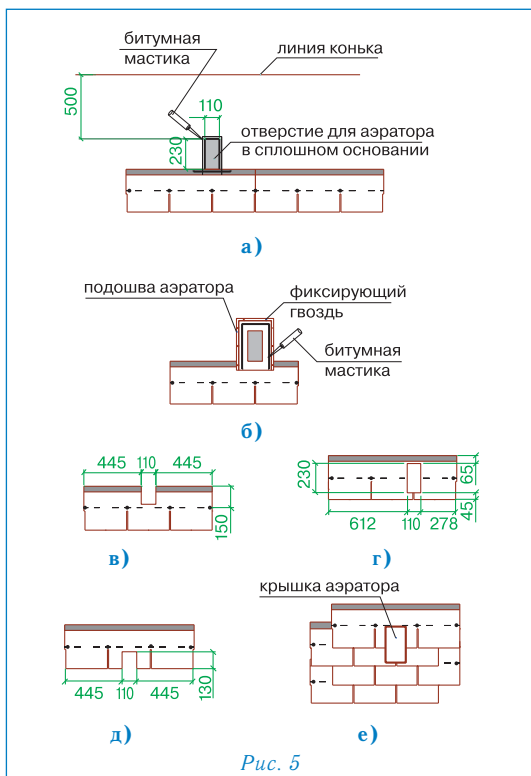 битумная
мастика
линия конька
500
110
230
отверстие для аэратора
в сплошном основании
а)
подошва аэратора
фиксирующий
гвоздь
битумная
мастика
б)
445 110 445
150
в)
230
65
45
612 110 278
г)
445 110 445
130
д)
крышка аэратора
е)
Рис. 5